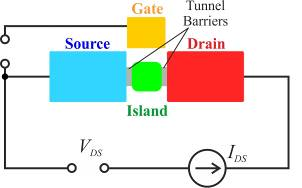 Gate
Tunnel
Barriers
Source
Drain
Island
V_DS
I_DS